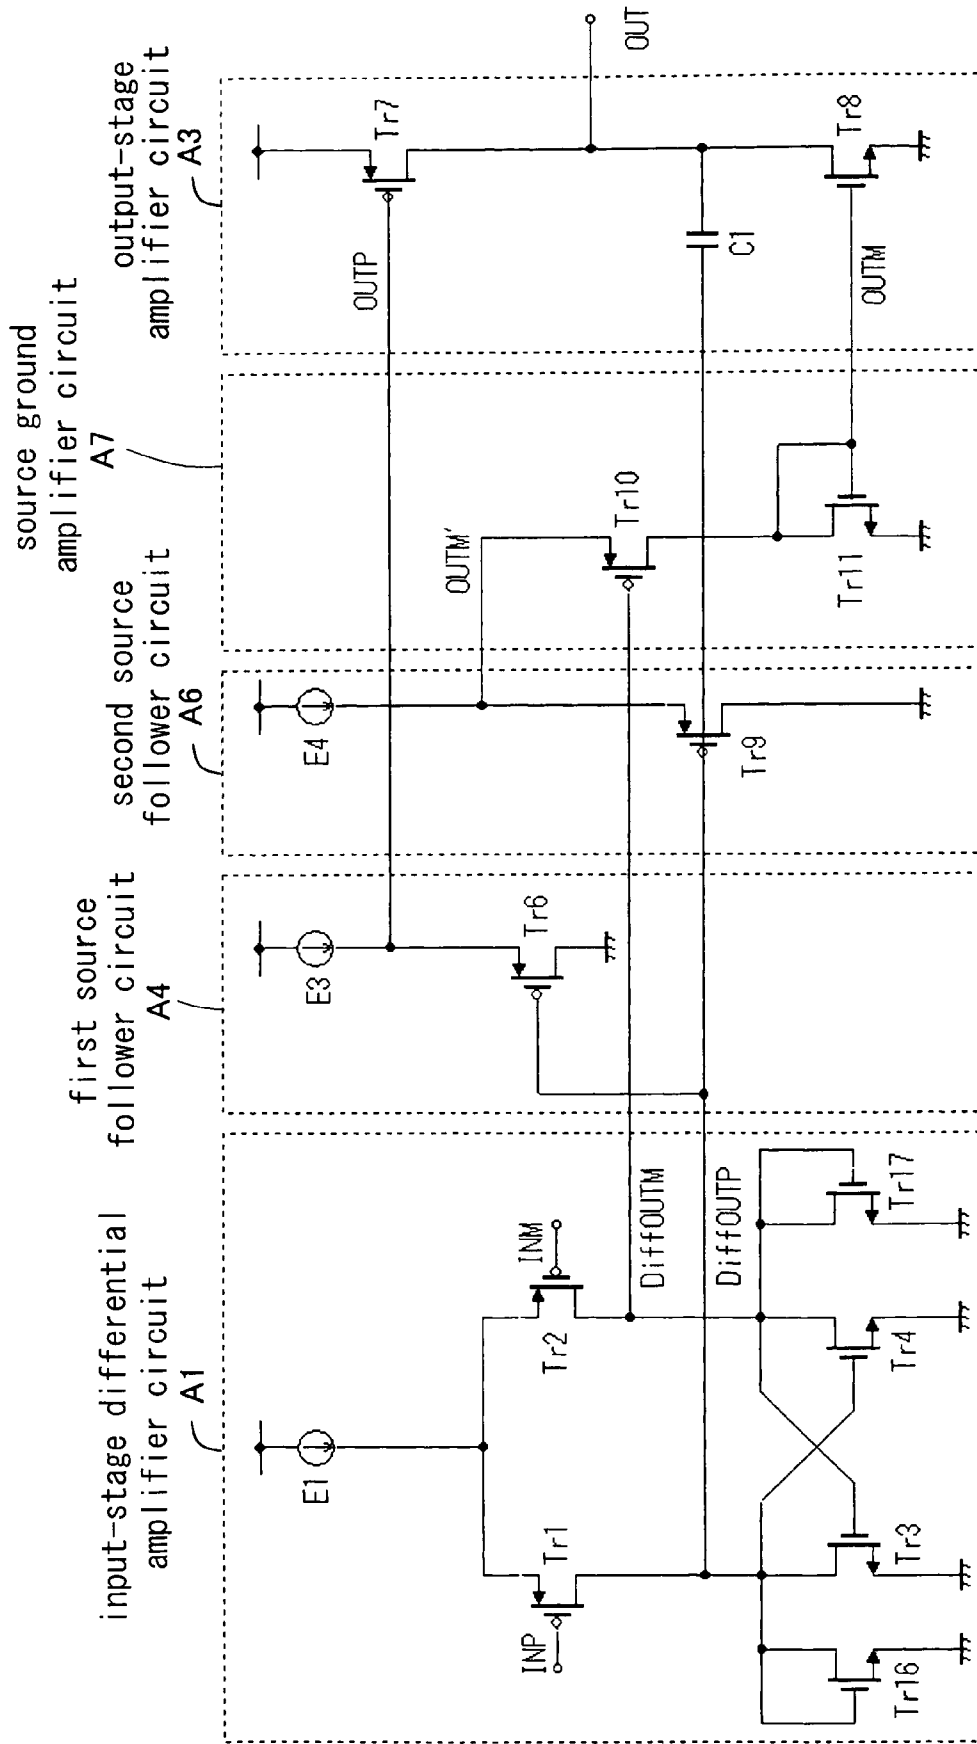 input-stage differential
amplifier circuit
A1
first source
follower circuit
A4
second source
follower circuit
A6
source ground
amplifier circuit
A7
output-stage
amplifier circuit
A3
E1
INP
Tr1
INM
Tr2
DiffOUTM
DiffOUTP
Tr16
Tr3
Tr4
Tr17
E3
Tr6
E4
Tr9
OUTM'
Tr10
Tr11
OUTP
Tr7
OUT
C1
OUTM
Tr8